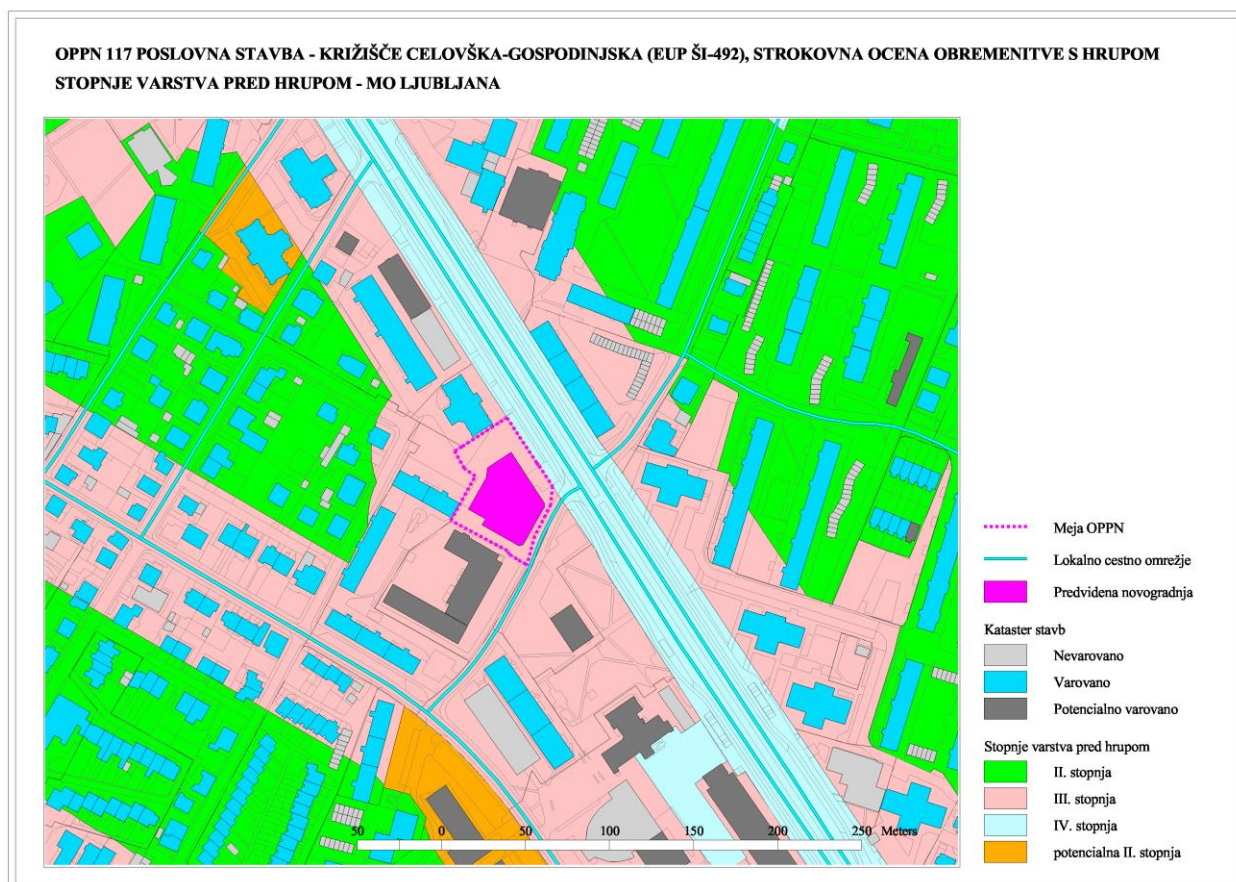 OPPN 117 POSLOVNA STAVBA - KRIŽIŠČE CELOVŠKA-GOSPODINJSKA (EUP ŠI-492), STROKOVNA OCENA OBREMENITVE S HRUPOM
STOPNJE VARSTVA PRED HRUPOM - MO LJUBLJANA
Meja OPPN
Lokalno cestno omrežje
Predvidena novogradnja
Kataster stavb
Nevarovano
Varovano
Potencialno varovano
Stopnje varstva pred hrupom
II. stopnja
III. stopnja
IV. stopnja
potencialna II. stopnja
50 0 50 100 150 200 250 Meters